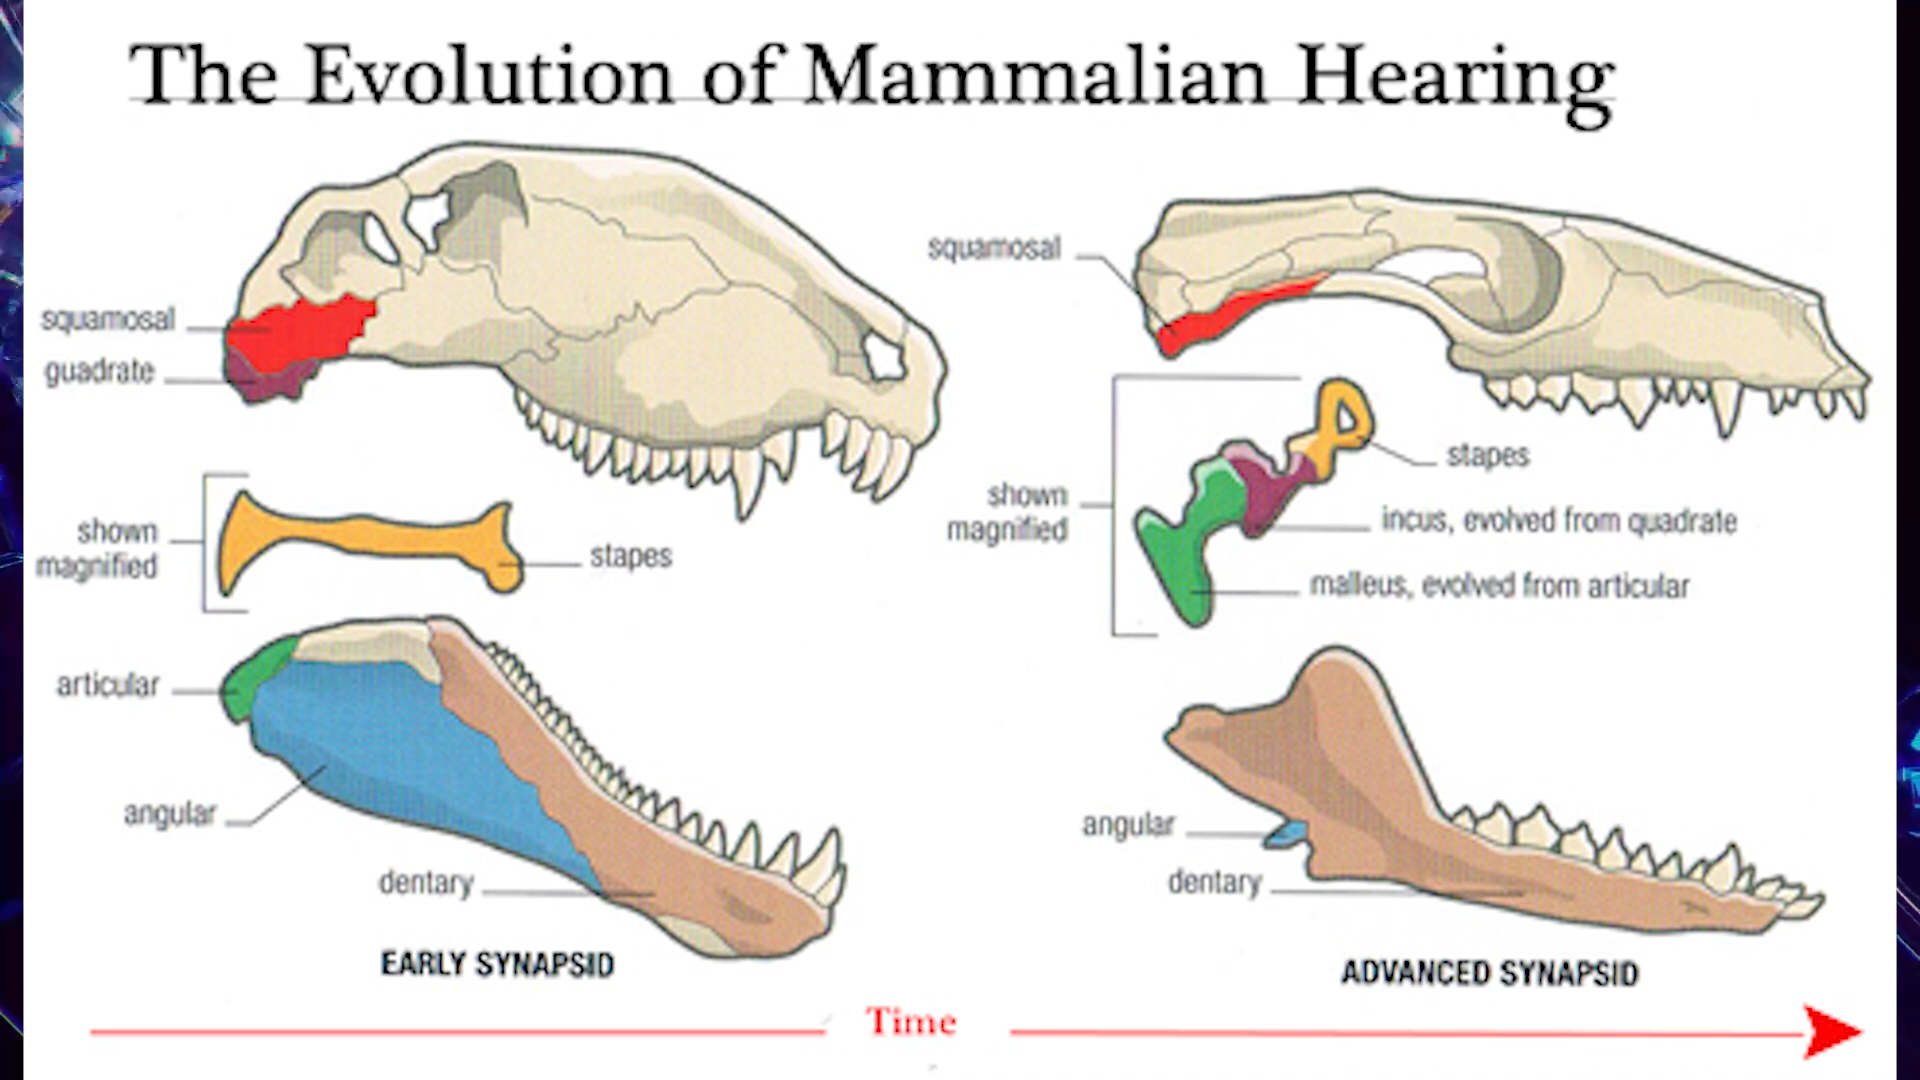 The Evolution of Mammalian Hearing
squamosal
guadrate
shown
magnified
stapes
articular
angular
dentary
EARLY SYNAPSID
squamosal
shown
magnified
stapes
incus, evolved from quadrate
malleus, evolved from articular
angular
dentary
ADVANCED SYNAPSID
Time